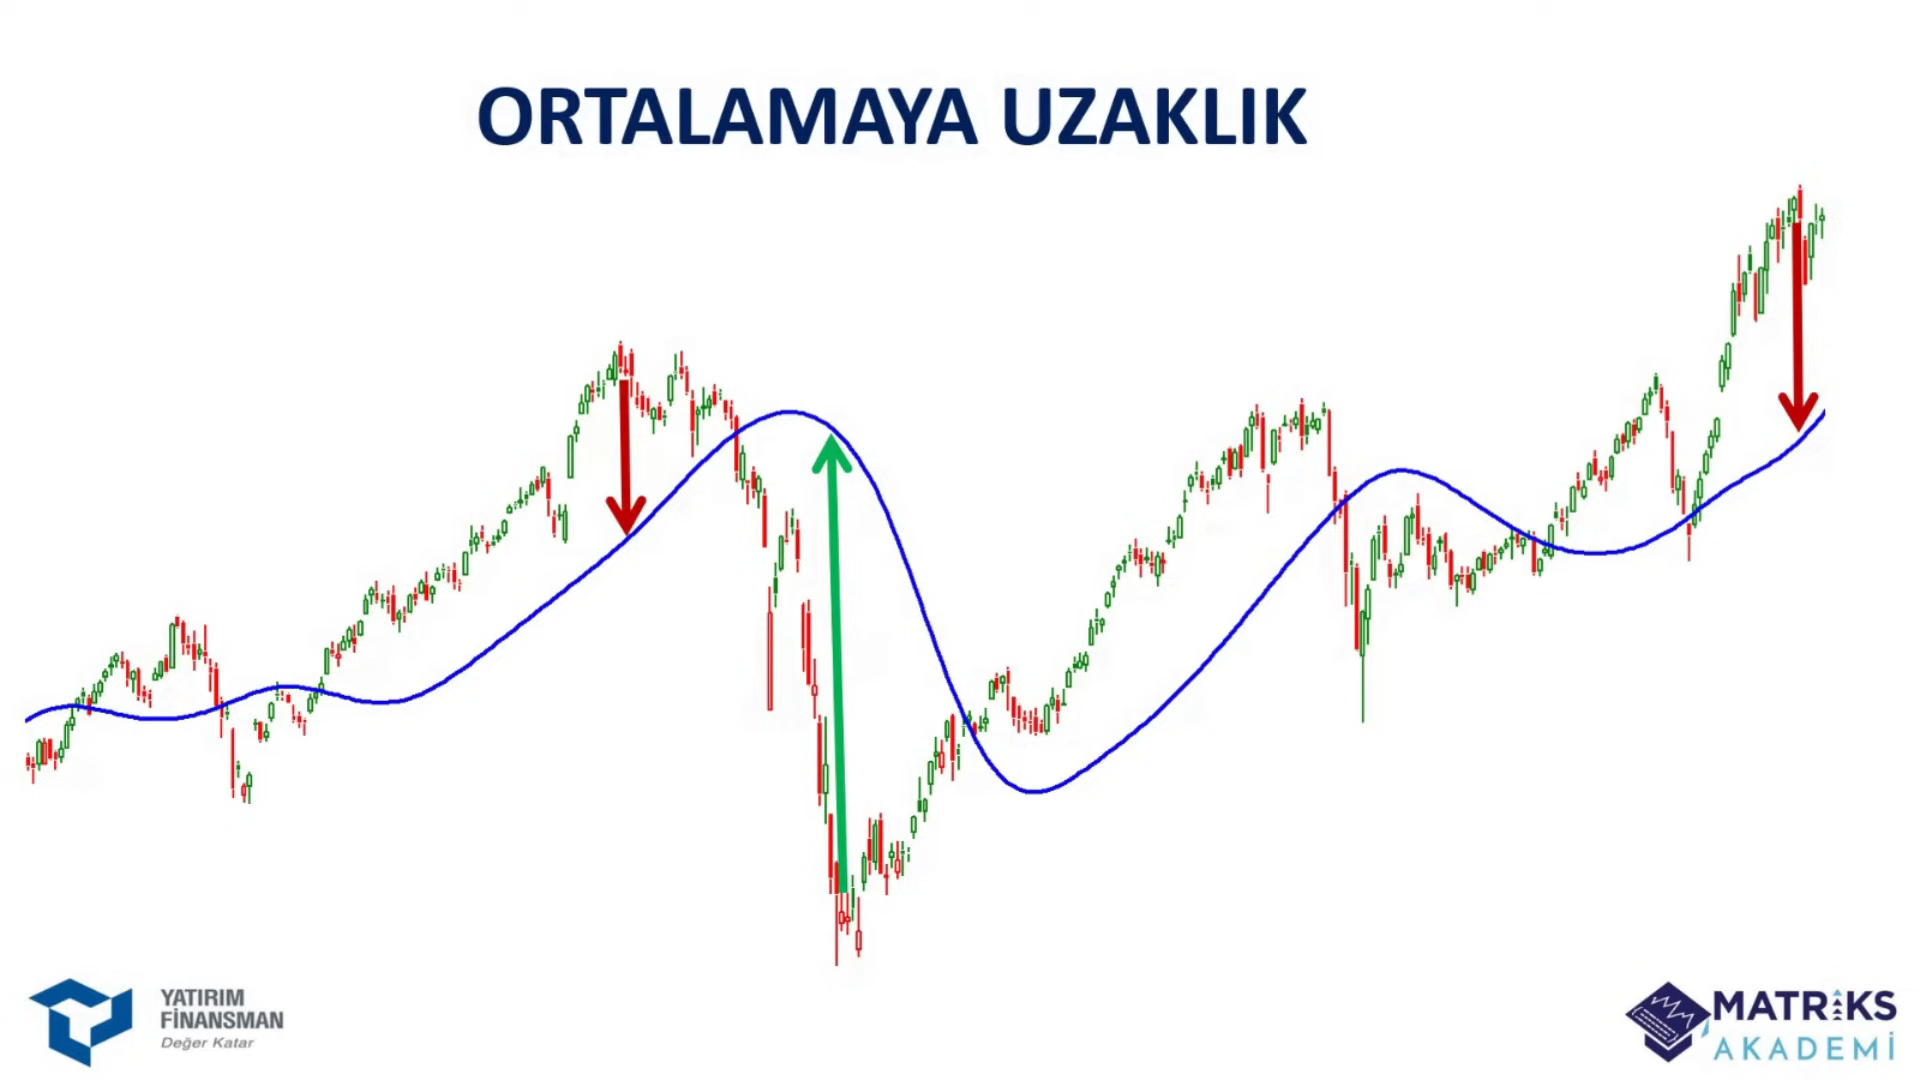 ORTALAMAYA UZAKLIK
YATIRIM
FİNANSMAN
Değer Katar
MATRİKS
AKADEMİ